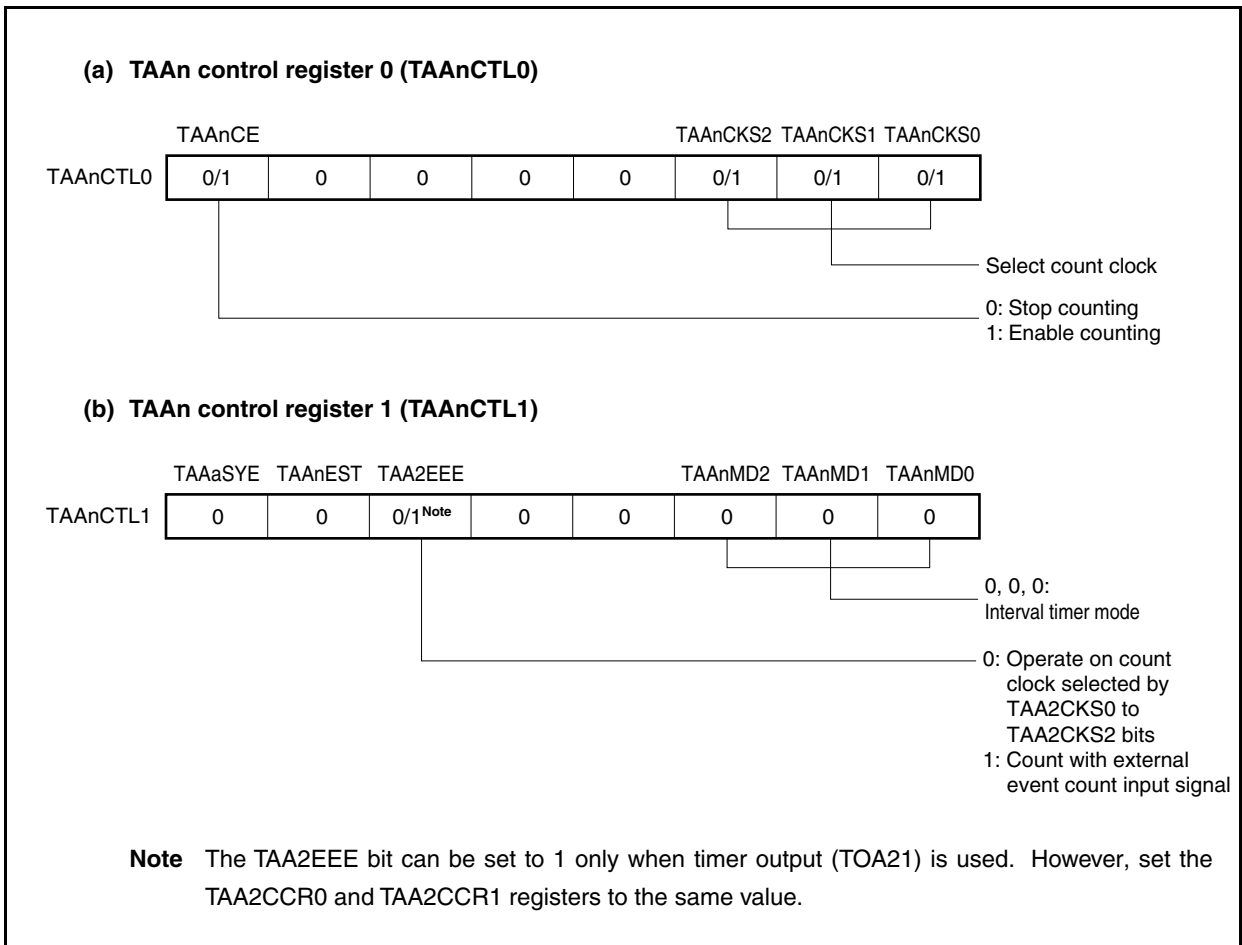 (a) TAAn control register 0 (TAAnCTL0)
TAAnCE TAAnCKS2 TAAnCKS1 TAAnCKS0
TAAnCTL0 0/1 0 0 0 0 0/1 0/1 0/1
Select count clock
0: Stop counting
1: Enable counting
(b) TAAn control register 1 (TAAnCTL1)
TAAaSYE TAAnEST TAA2EEE TAAnMD2 TAAnMD1 TAAnMD0
TAAnCTL1 0 0 0/1Note 0 0 0 0 0
0, 0, 0:
Interval timer mode
0: Operate on count
clock selected by
TAA2CKS0 to
TAA2CKS2 bits
1: Count with external
event count input signal
Note The TAA2EEE bit can be set to 1 only when timer output (TOA21) is used. However, set the
TAA2CCR0 and TAA2CCR1 registers to the same value.